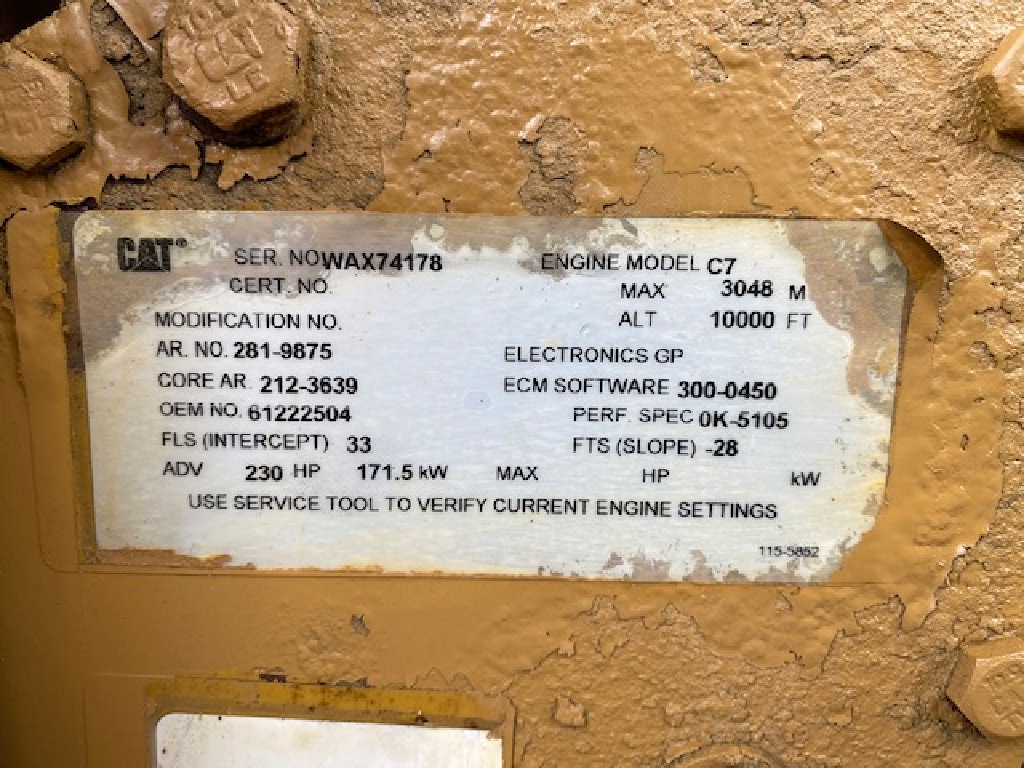 CAT® SER. NO WAX74178 ENGINE MODEL C7
CERT. NO. MAX 3048 M
MODIFICATION NO. ALT 10000 FT
AR. NO. 281-9875 ELECTRONICS GP
CORE AR. 212-3639 ECM SOFTWARE 300-0450
OEM NO. 61222504 PERF. SPEC 0K-5105
FLS (INTERCEPT) 33 FTS (SLOPE) -28
ADV 230 HP 171.5 kW MAX HP kW
USE SERVICE TOOL TO VERIFY CURRENT ENGINE SETTINGS
115-5852